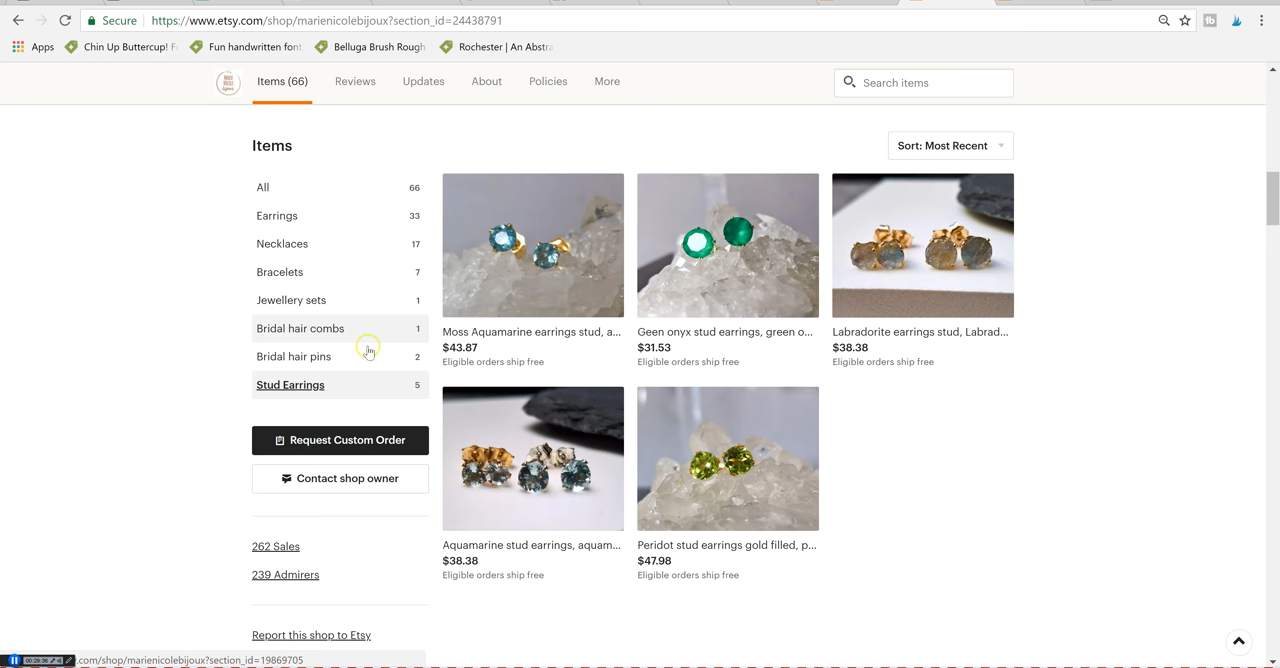 Secure https://www.etsy.com/shop/marienicolebijoux?section_id=24438791
Apps Chin Up Buttercup! F Fun handwritten font Belluga Brush Rough Rochester | An Abstra
Items (66) Reviews Updates About Policies More Search items
Items Sort: Most Recent
All 66
Earrings 33
Necklaces 17
Bracelets 7
Jewellery sets 1
Bridal hair combs 1
Bridal hair pins 2
Stud Earrings 5
Request Custom Order
Contact shop owner
262 Sales
239 Admirers
Report this shop to Etsy
Moss Aquamarine earrings stud, a...
$43.87
Eligible orders ship free
Geen onyx stud earrings, green o...
$31.53
Eligible orders ship free
Labradorite earrings stud, Labrad...
$38.38
Eligible orders ship free
Aquamarine stud earrings, aquam...
$38.38
Eligible orders ship free
Peridot stud earrings gold filled, p...
$47.98
Eligible orders ship free
00:29:36 .com/shop/marienicolebijoux?section_id=19869705